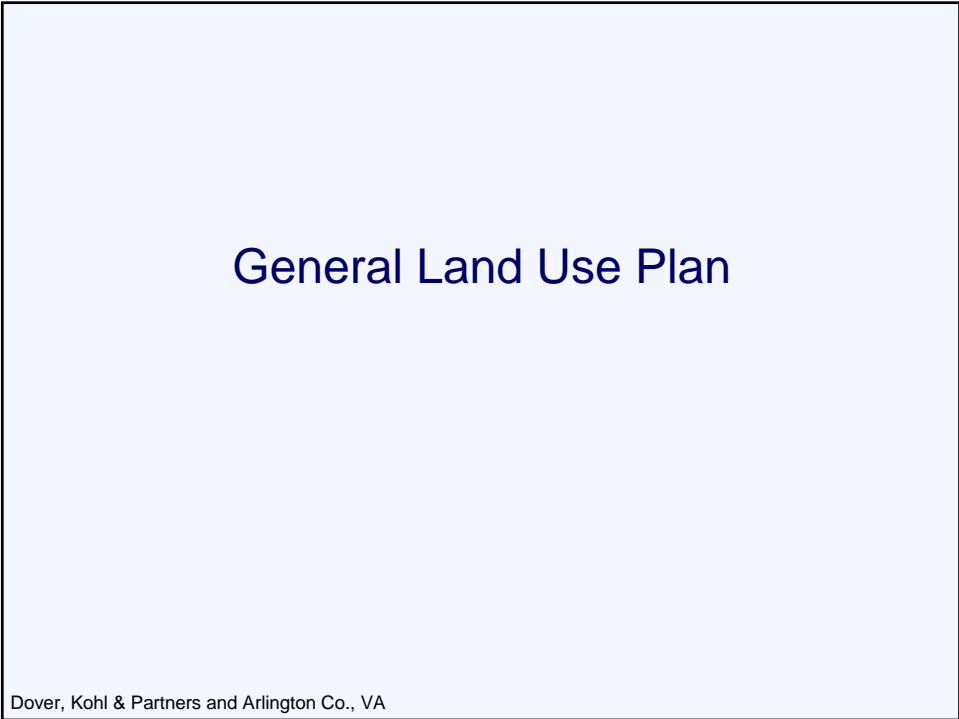 General Land Use Plan
Dover, Kohl & Partners and Arlington Co., VA